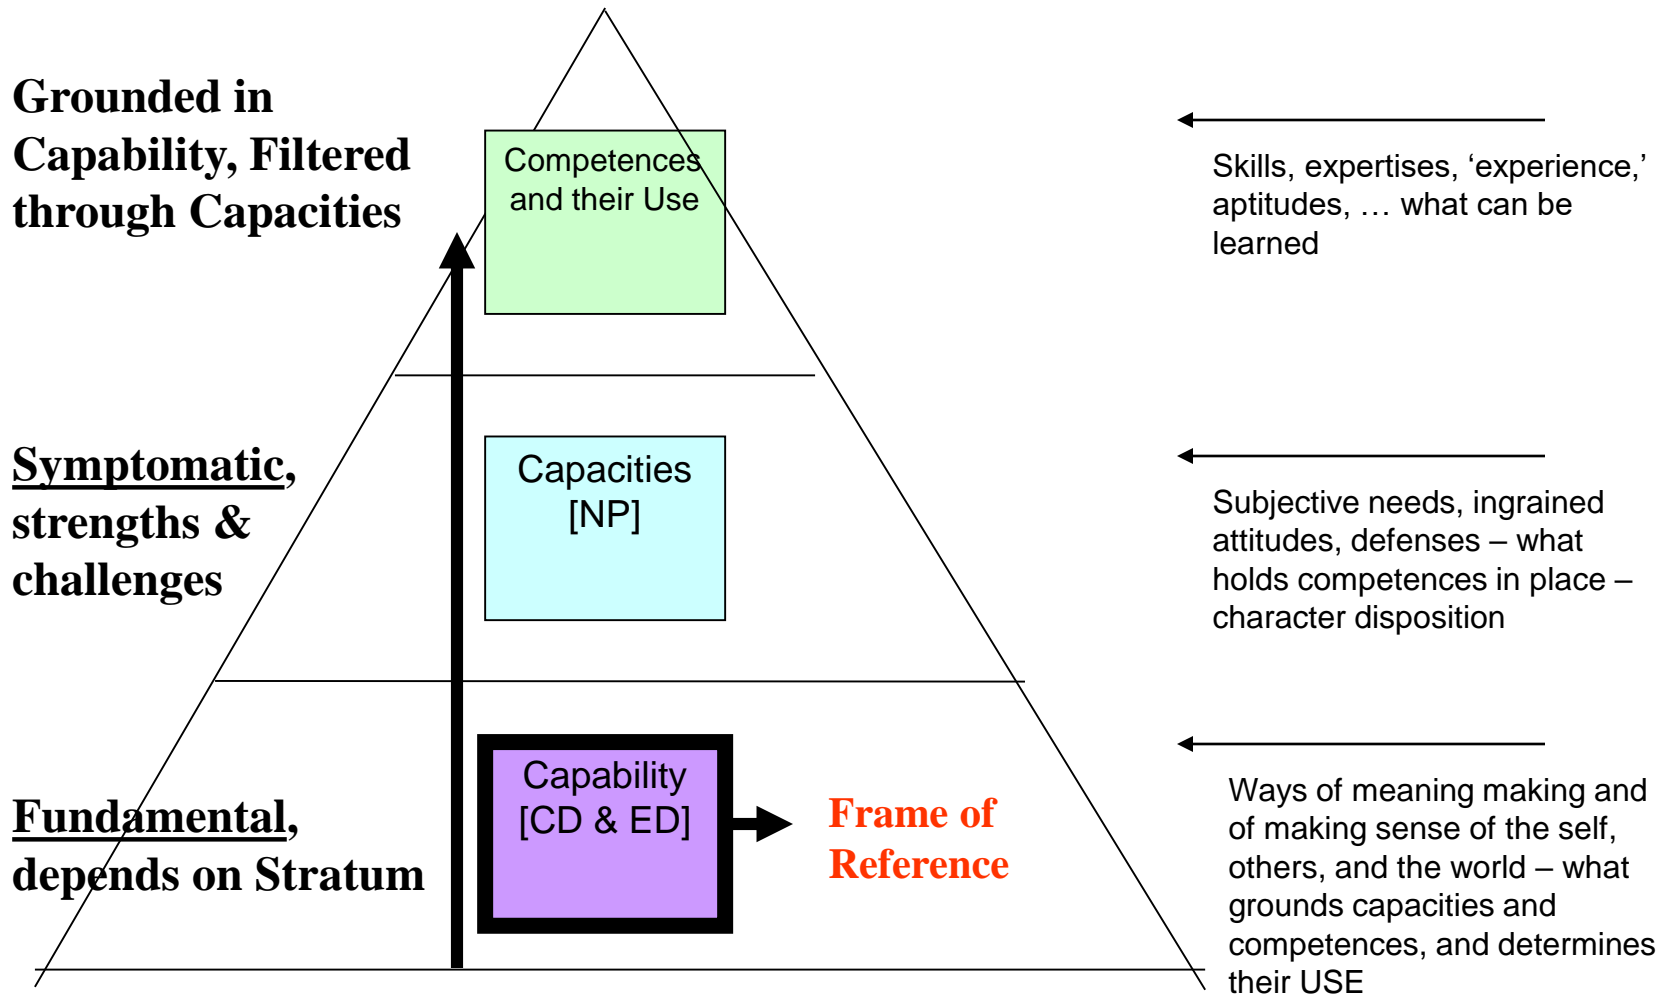 Grounded in
Capability, Filtered
through Capacities
Competences
and their Use
Skills, expertises, ‘experience,’
aptitudes, … what can be
learned
Symptomatic,
strengths &
challenges
Capacities
[NP]
Subjective needs, ingrained
attitudes, defenses – what
holds competences in place –
character disposition
Fundamental,
depends on Stratum
Capability
[CD & ED]
Frame of
Reference
Ways of meaning making and
of making sense of the self,
others, and the world – what
grounds capacities and
competences, and determines
their USE